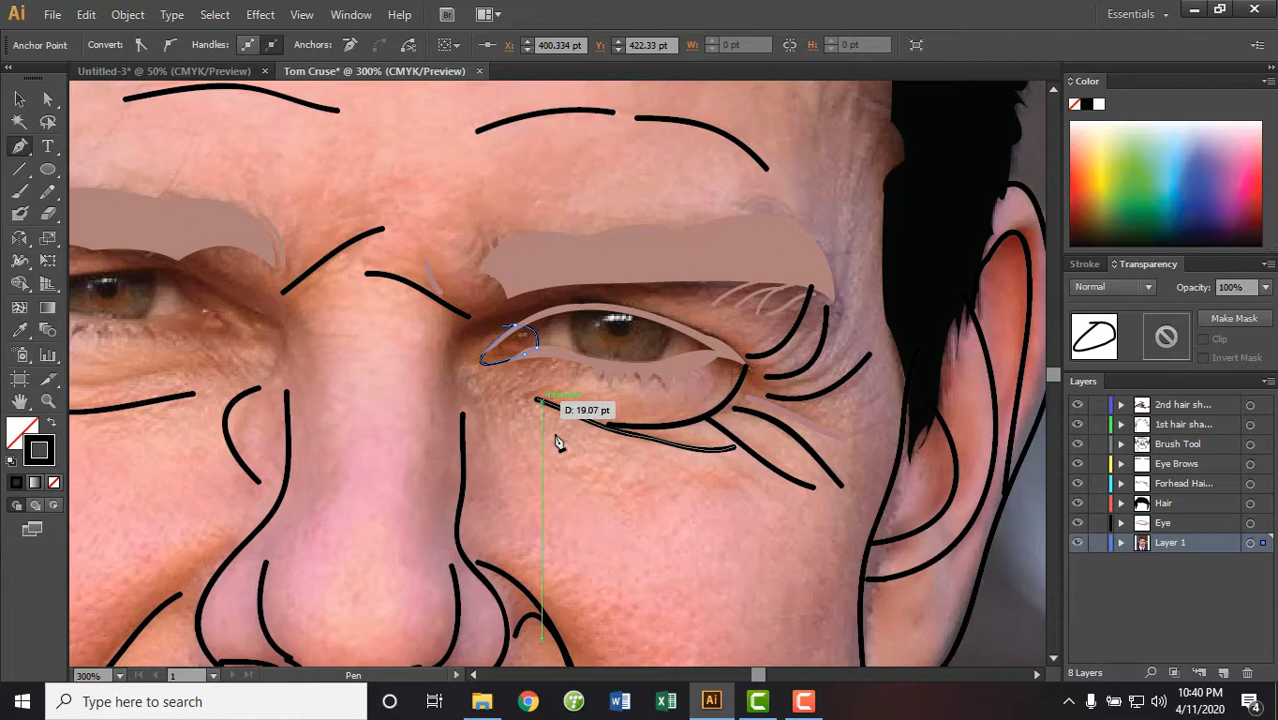 Ai File Edit Object Type Select Effect View Window Help Br Essentials
Anchor Point Convert: Handles: Anchors: X: 400.334 pt Y: 422.33 pt W: 0 pt H: 0 pt
Untitled-3* @ 50% (CMYK/Preview) × Tom Cruse* @ 300% (CMYK/Preview) ×
Color
Stroke Transparency
Normal Opacity: 100%
Make Mask
Clip
Invert Mask
Layers
2nd hair sh...
1st hair sha...
Brush Tool
Eye Brows
Forhead Hai...
Hair
Eye
Layer 1
D: 19.07 pt
300% 1 Pen
8 Layers
Type here to search
Ai
10:40 PM
4/11/2020
4